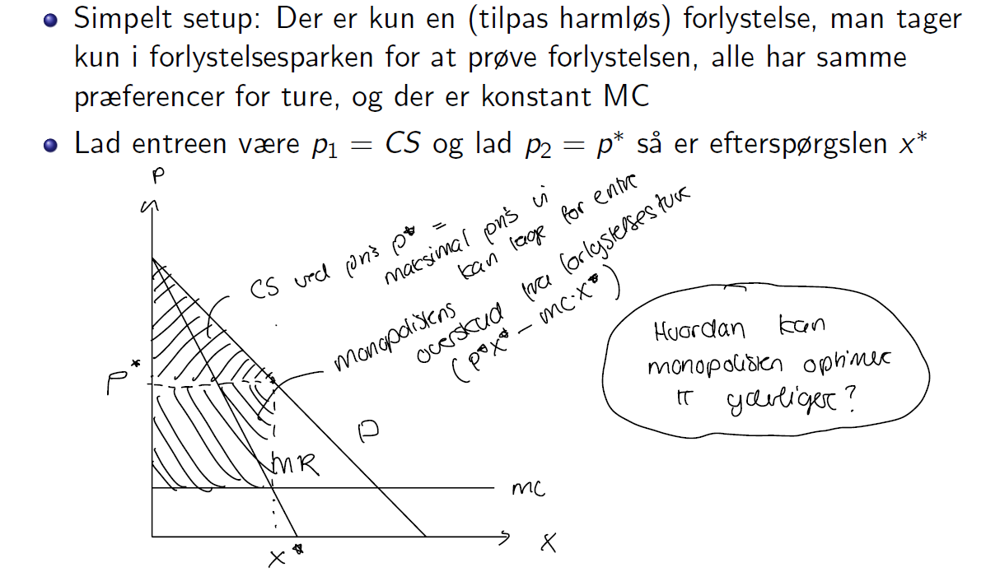 Simpelt setup: Der er kun en (tilpas harmløs) forlystelse, man tager
kun i forlystelsesparken for at prøve forlystelsen, alle har samme
præferencer for ture, og der er konstant MC
Lad entreen være p₁ = CS og lad p₂ = p* så er efterspørgslen x*
P
CS ved pris p* =
maksimal pris vi
kan tage for entre
monopolistens
overskud fra forlystelsestur
(p*x* - mc·x*)
Hvordan kan
monopolisten optimere
π yderligere?
P*
D
MR
MC
X*
X